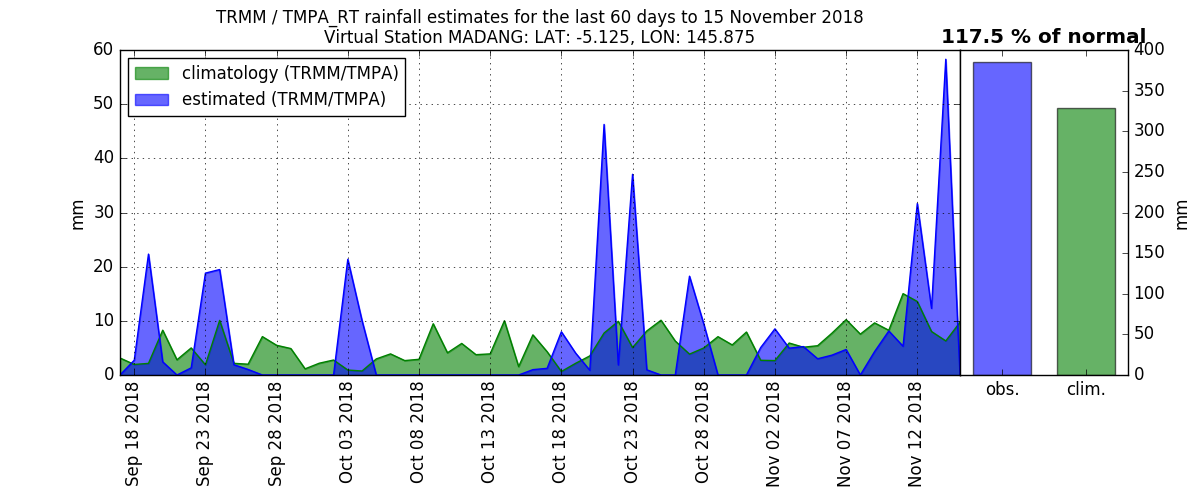 TRMM / TMPA_RT rainfall estimates for the last 60 days to 15 November 2018
Virtual Station MADANG: LAT: -5.125, LON: 145.875
117.5 % of normal
climatology (TRMM/TMPA)
estimated (TRMM/TMPA)
60
50
40
30
20
10
0
mm
400
350
300
250
200
150
100
50
0
mm
Sep 18 2018
Sep 23 2018
Sep 28 2018
Oct 03 2018
Oct 08 2018
Oct 13 2018
Oct 18 2018
Oct 23 2018
Oct 28 2018
Nov 02 2018
Nov 07 2018
Nov 12 2018
obs.
clim.